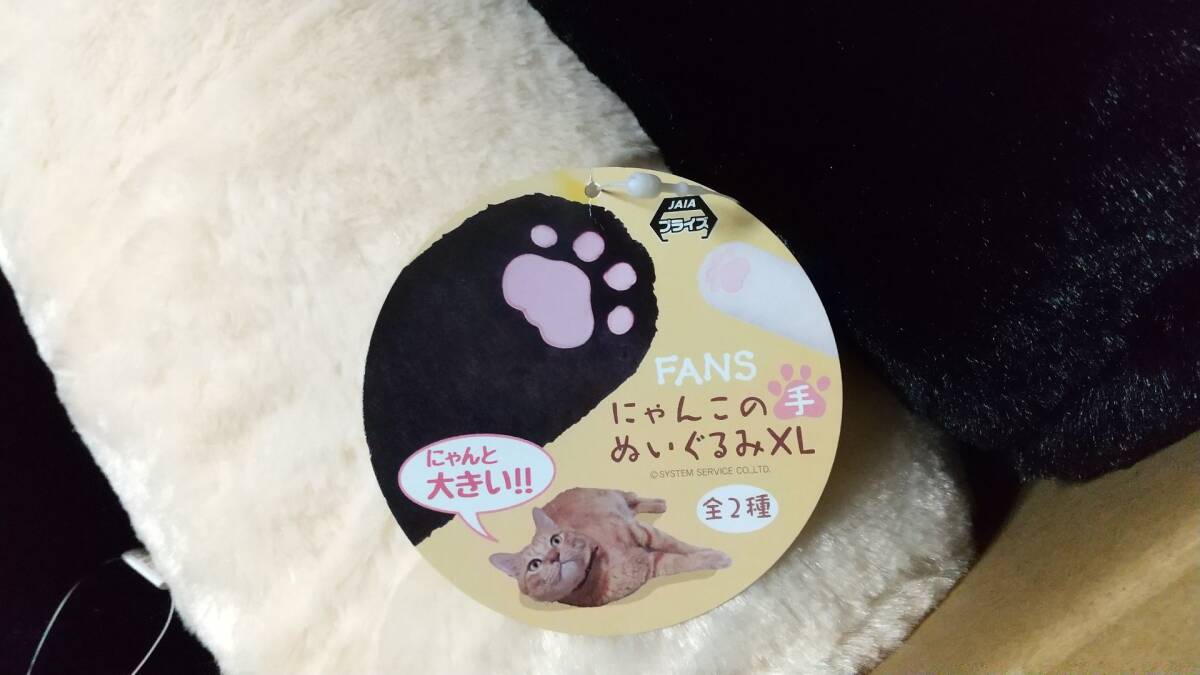 JAIA
プライズ
FANS
にゃんこの手
ぬいぐるみXL
©SYSTEM SERVICE CO.,LTD.
にゃんと
大きい!!
全2種